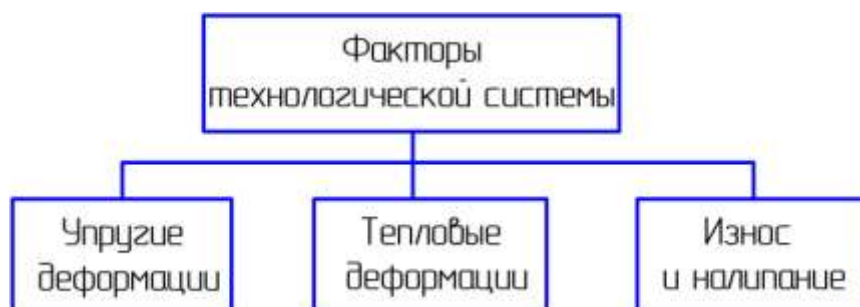 Факторы
технологической системы
Упругие
деформации
Тепловые
деформации
Износ
и налипание